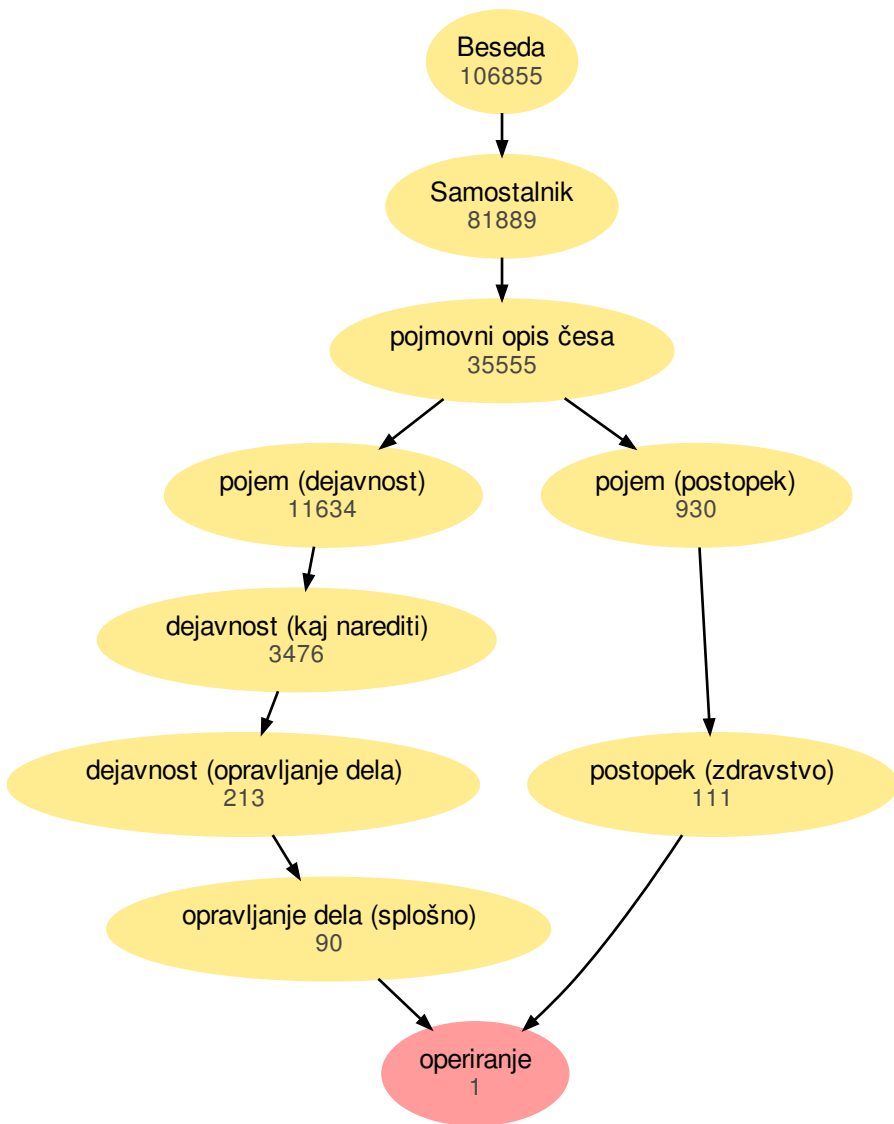 Beseda
106855
Samostalnik
81889
pojmovni opis česa
35555
pojem (dejavnost)
11634
pojem (postopek)
930
dejavnost (kaj narediti)
3476
dejavnost (opravljanje dela)
213
postopek (zdravstvo)
111
opravljanje dela (splošno)
90
operiranje
1